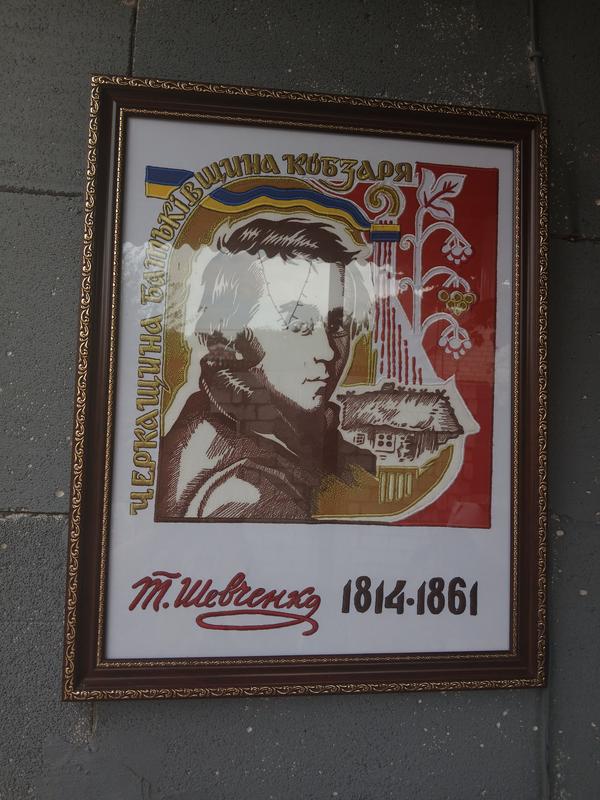 ЧЕРКАЩИНА БАТЬКІВЩИНА КОБЗАРЯ
Т. Шевченко 1814-1861